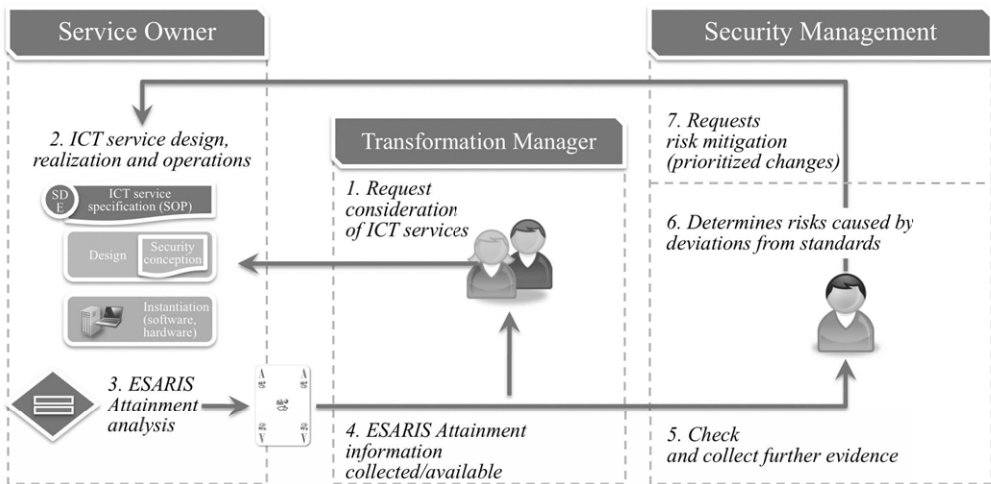 Service Owner
Security Management
Transformation Manager
1. Request
consideration
of ICT services
2. ICT service design,
realization and operations
SD
E
ICT service
specification (SOP)
Design
Security
conception
Instantiation
(software,
hardware)
3. ESARIS
Attainment
analysis
4. ESARIS Attainment
information
collected/available
5. Check
and collect further evidence
6. Determines risks caused by
deviations from standards
7. Requests
risk mitigation
(prioritized changes)